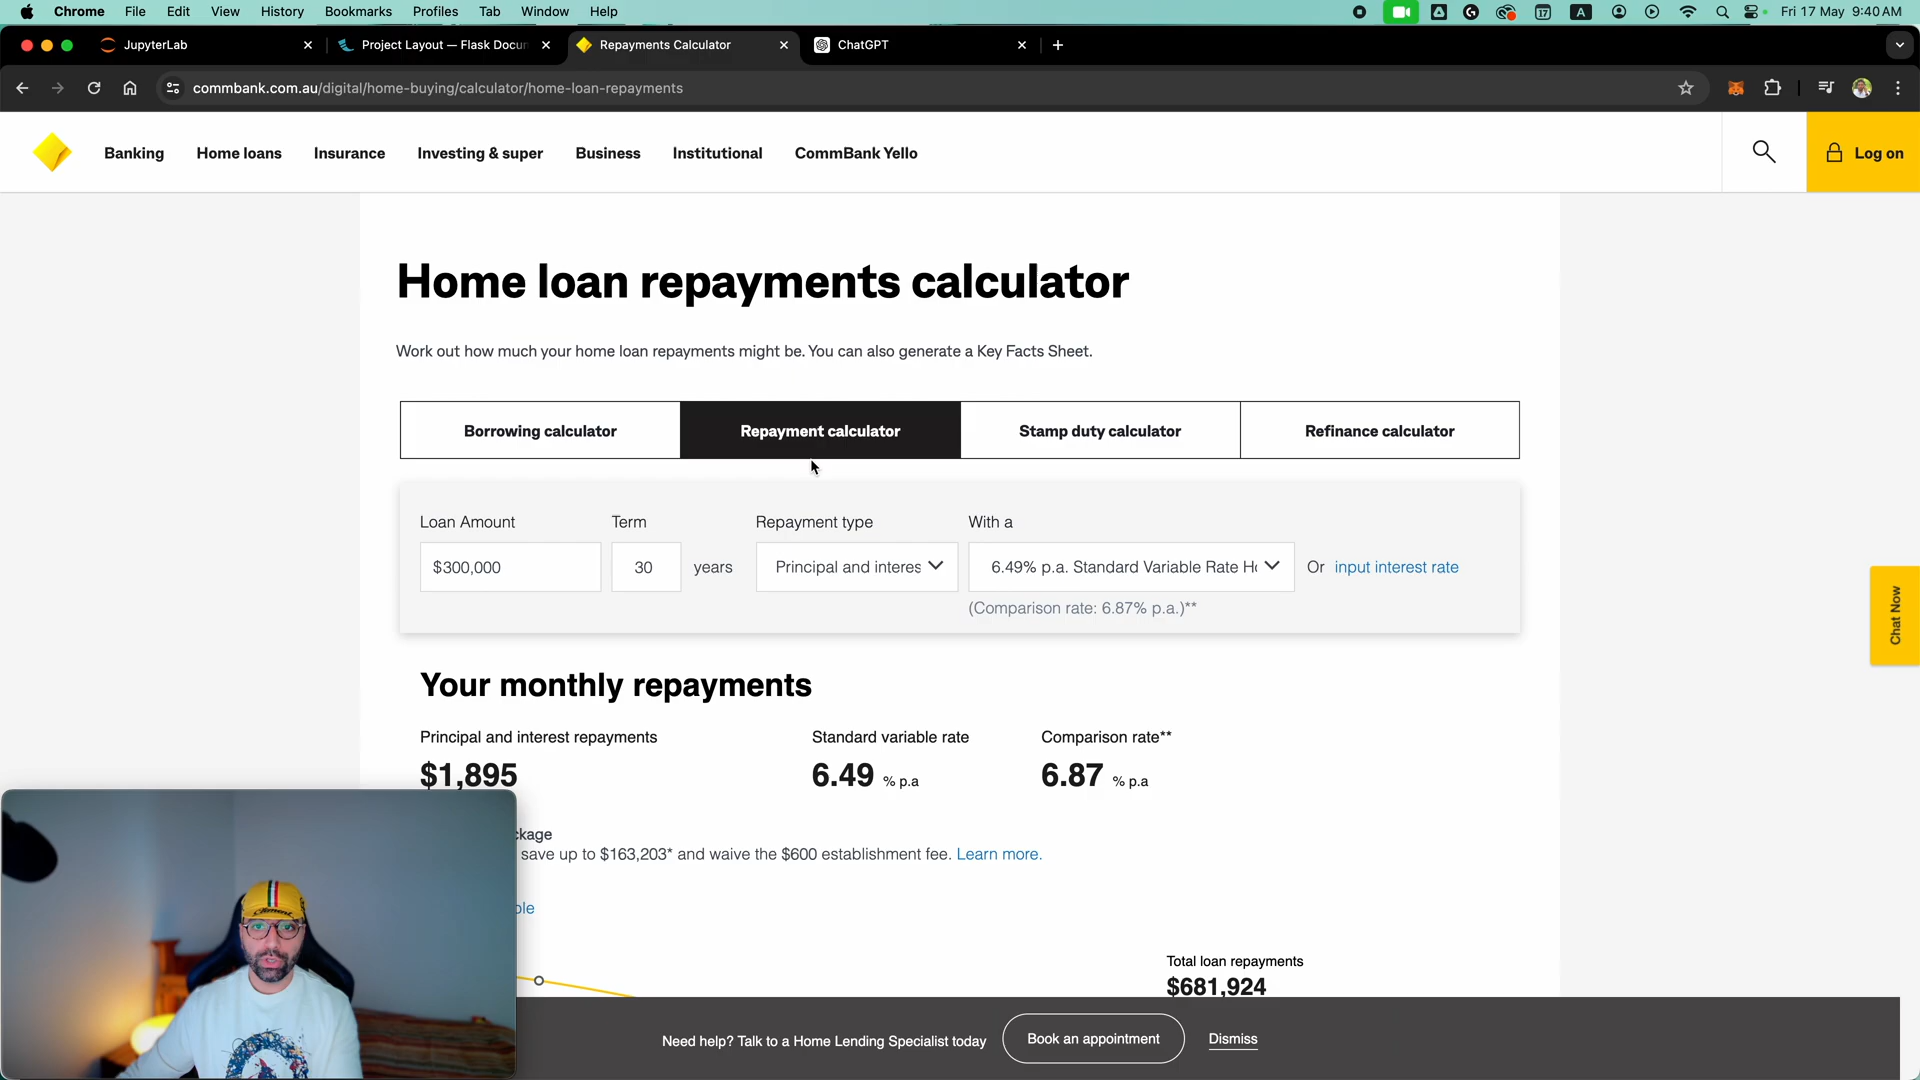 Chrome File Edit View History Bookmarks Profiles Tab Window Help
17 A Fri 17 May 9:40 AM
JupyterLab Project Layout — Flask Docun Repayments Calculator ChatGPT
commbank.com.au/digital/home-buying/calculator/home-loan-repayments
Banking Home loans Insurance Investing & super Business Institutional CommBank Yello Log on
Home loan repayments calculator
Work out how much your home loan repayments might be. You can also generate a Key Facts Sheet.
Borrowing calculator Repayment calculator Stamp duty calculator Refinance calculator
Loan Amount Term Repayment type With a
$300,000 30 years Principal and interes 6.49% p.a. Standard Variable Rate Ho Or input interest rate
(Comparison rate: 6.87% p.a.)**
Chat Now
Your monthly repayments
Principal and interest repayments Standard variable rate Comparison rate**
$1,895 6.49 % p.a 6.87 % p.a
ckage
save up to $163,203* and waive the $600 establishment fee. Learn more.
ble
Total loan repayments
$681,924
Need help? Talk to a Home Lending Specialist today Book an appointment Dismiss